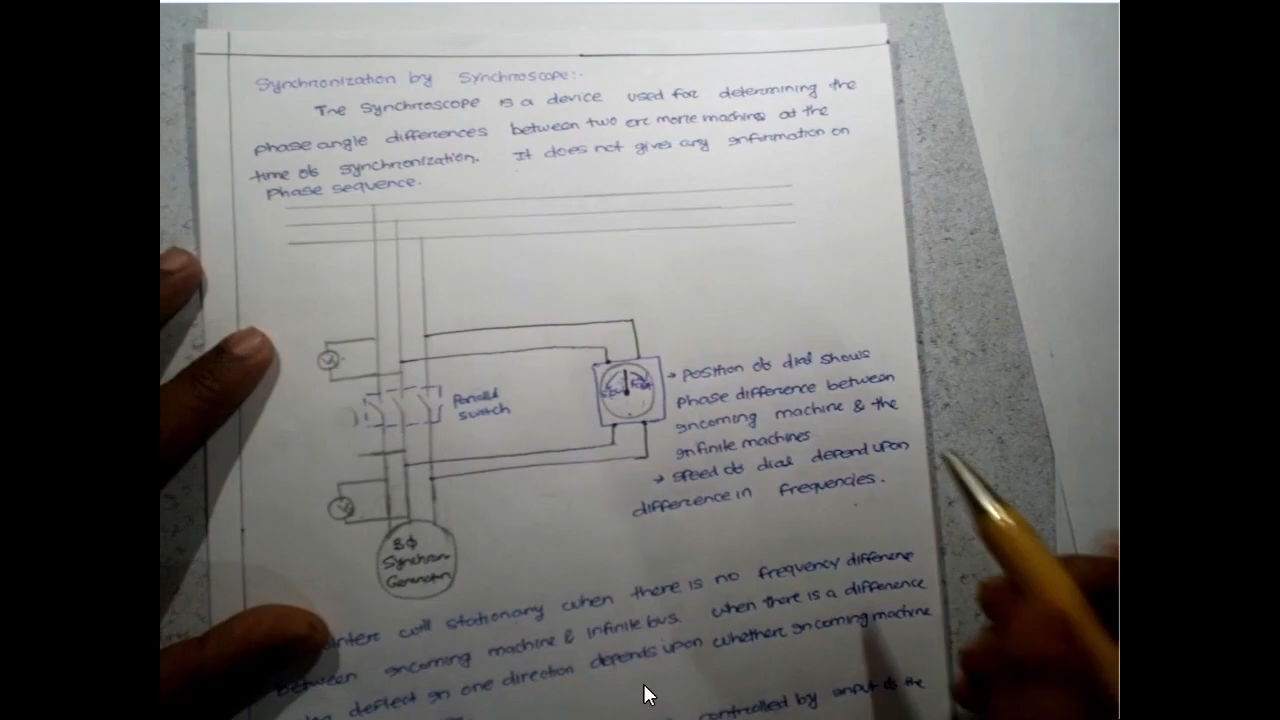 Synchronization by Synchroscope:-
The Synchroscope is a device used for determining the
phase angle differences between two or more machine at the
time of synchronization. It does not gives any information on
Phase sequence.
V
Slow Fast
→ Position of dial shows
Phase difference between
incoming machine & the
infinite machines
→ speed of dial depend upon
difference in frequencies.
switch
V
3ϕ
Synchron
Generator
will stationary when there is no frequency difference
between incoming machine & infinite bus. When there is a difference
deflect in one direction depends upon whether incoming machine
controlled by input of the